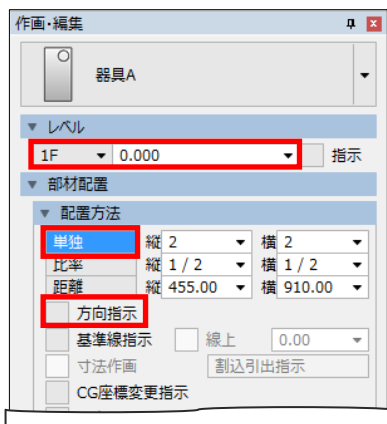 作画・編集
器具A
レベル
1F 0.000 指示
部材配置
配置方法
単独 縦 2 横 2
比率 縦 1 / 2 横 1 / 2
距離 縦 455.00 横 910.00
方向指示
基準線指示 線上 0.00
寸法作画 割込引出指示
CG座標変更指示